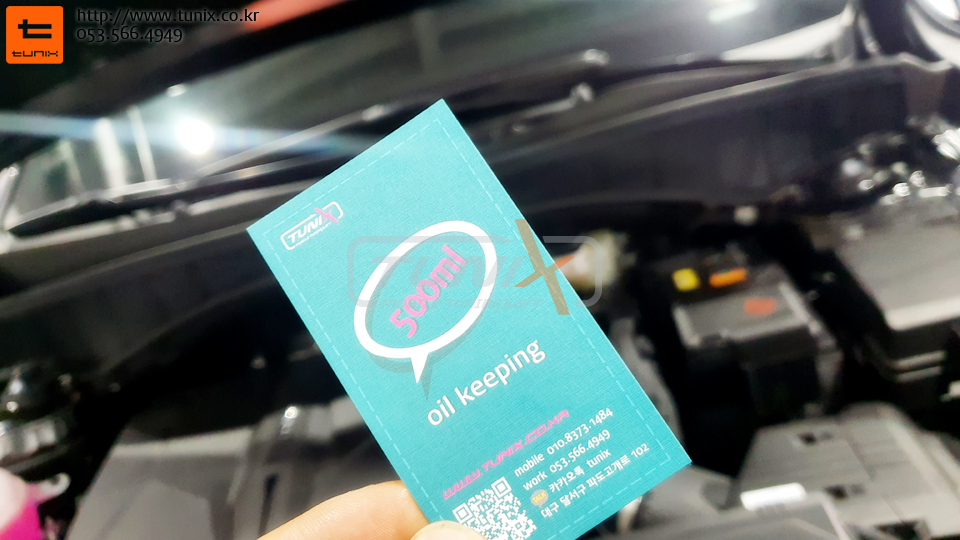 tunix
http://www.tunix.co.kr
053.566.4949
TUNIX
500ml
oil keeping
WWW.TUNIX.CO.KR
mobile 010.8373.1484
work 053.566.4949
카카오톡 tunix
대구 달서구 파도고개로 102
TUNIX